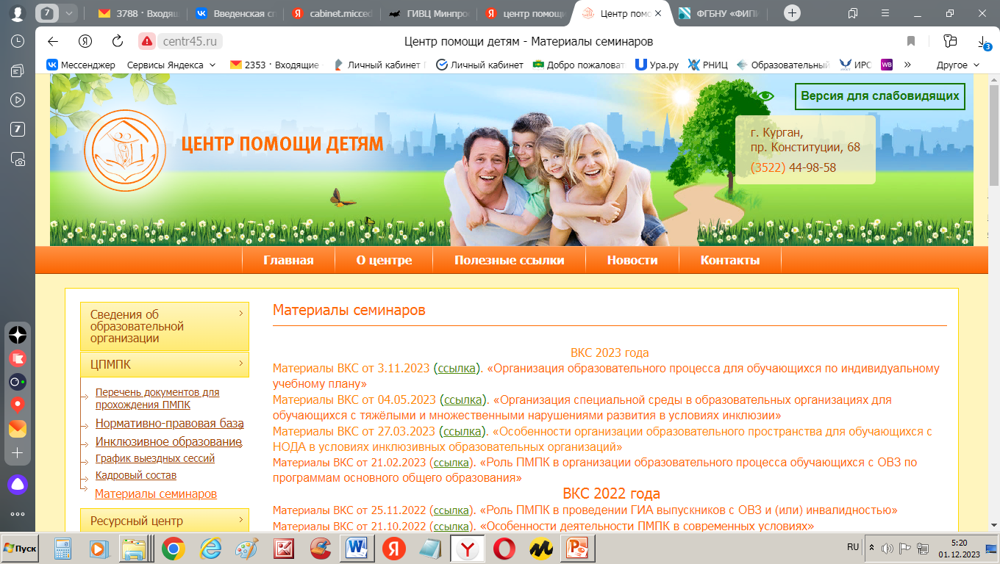 7
3788 · Входящ
Введенская сп
cabinet.micced
ГИВЦ Минпро
центр помощи
Центр помо
ФГБНУ «ФИПИ
centr45.ru
Центр помощи детям - Материалы семинаров
3
Мессенджер
Сервисы Яндекса
2353 · Входящие
Личный кабинет
Личный кабинет
Добро пожаловат
Ура.ру
РНИЦ
Образовательный
ИРС
WB
»
Другое
7
ЦЕНТР ПОМОЩИ ДЕТЯМ
Версия для слабовидящих
г. Курган,
пр. Конституции, 68
(3522) 44-98-58
Главная
О центре
Полезные ссылки
Новости
Контакты
Сведения об
образовательной
организации
ЦПМПК
Перечень документов для
прохождения ПМПК
Нормативно-правовая база
Инклюзивное образование
График выездных сессий
Кадровый состав
Материалы семинаров
Ресурсный центр
Материалы семинаров
ВКС 2023 года
Материалы ВКС от 3.11.2023 (ссылка). «Организация образовательного процесса для обучающихся по индивидуальному
учебному плану»
Материалы ВКС от 04.05.2023 (ссылка). «Организация специальной среды в образовательных организациях для
обучающихся с тяжёлыми и множественными нарушениями развития в условиях инклюзии»
Материалы ВКС от 27.03.2023 (ссылка). «Особенности организации образовательного пространства для обучающихся с
НОДА в условиях инклюзивных образовательных организаций»
Материалы ВКС от 21.02.2023 (ссылка). «Роль ПМПК в организации образовательного процесса обучающихся с ОВЗ по
программам основного общего образования»
ВКС 2022 года
Материалы ВКС от 25.11.2022 (ссылка). «Роль ПМПК в проведении ГИА выпускников с ОВЗ и (или) инвалидностью»
Материалы ВКС от 21.10.2022 (ссылка). «Особенности деятельности ПМПК в современных условиях»
Пуск
RU
5:20
01.12.2023